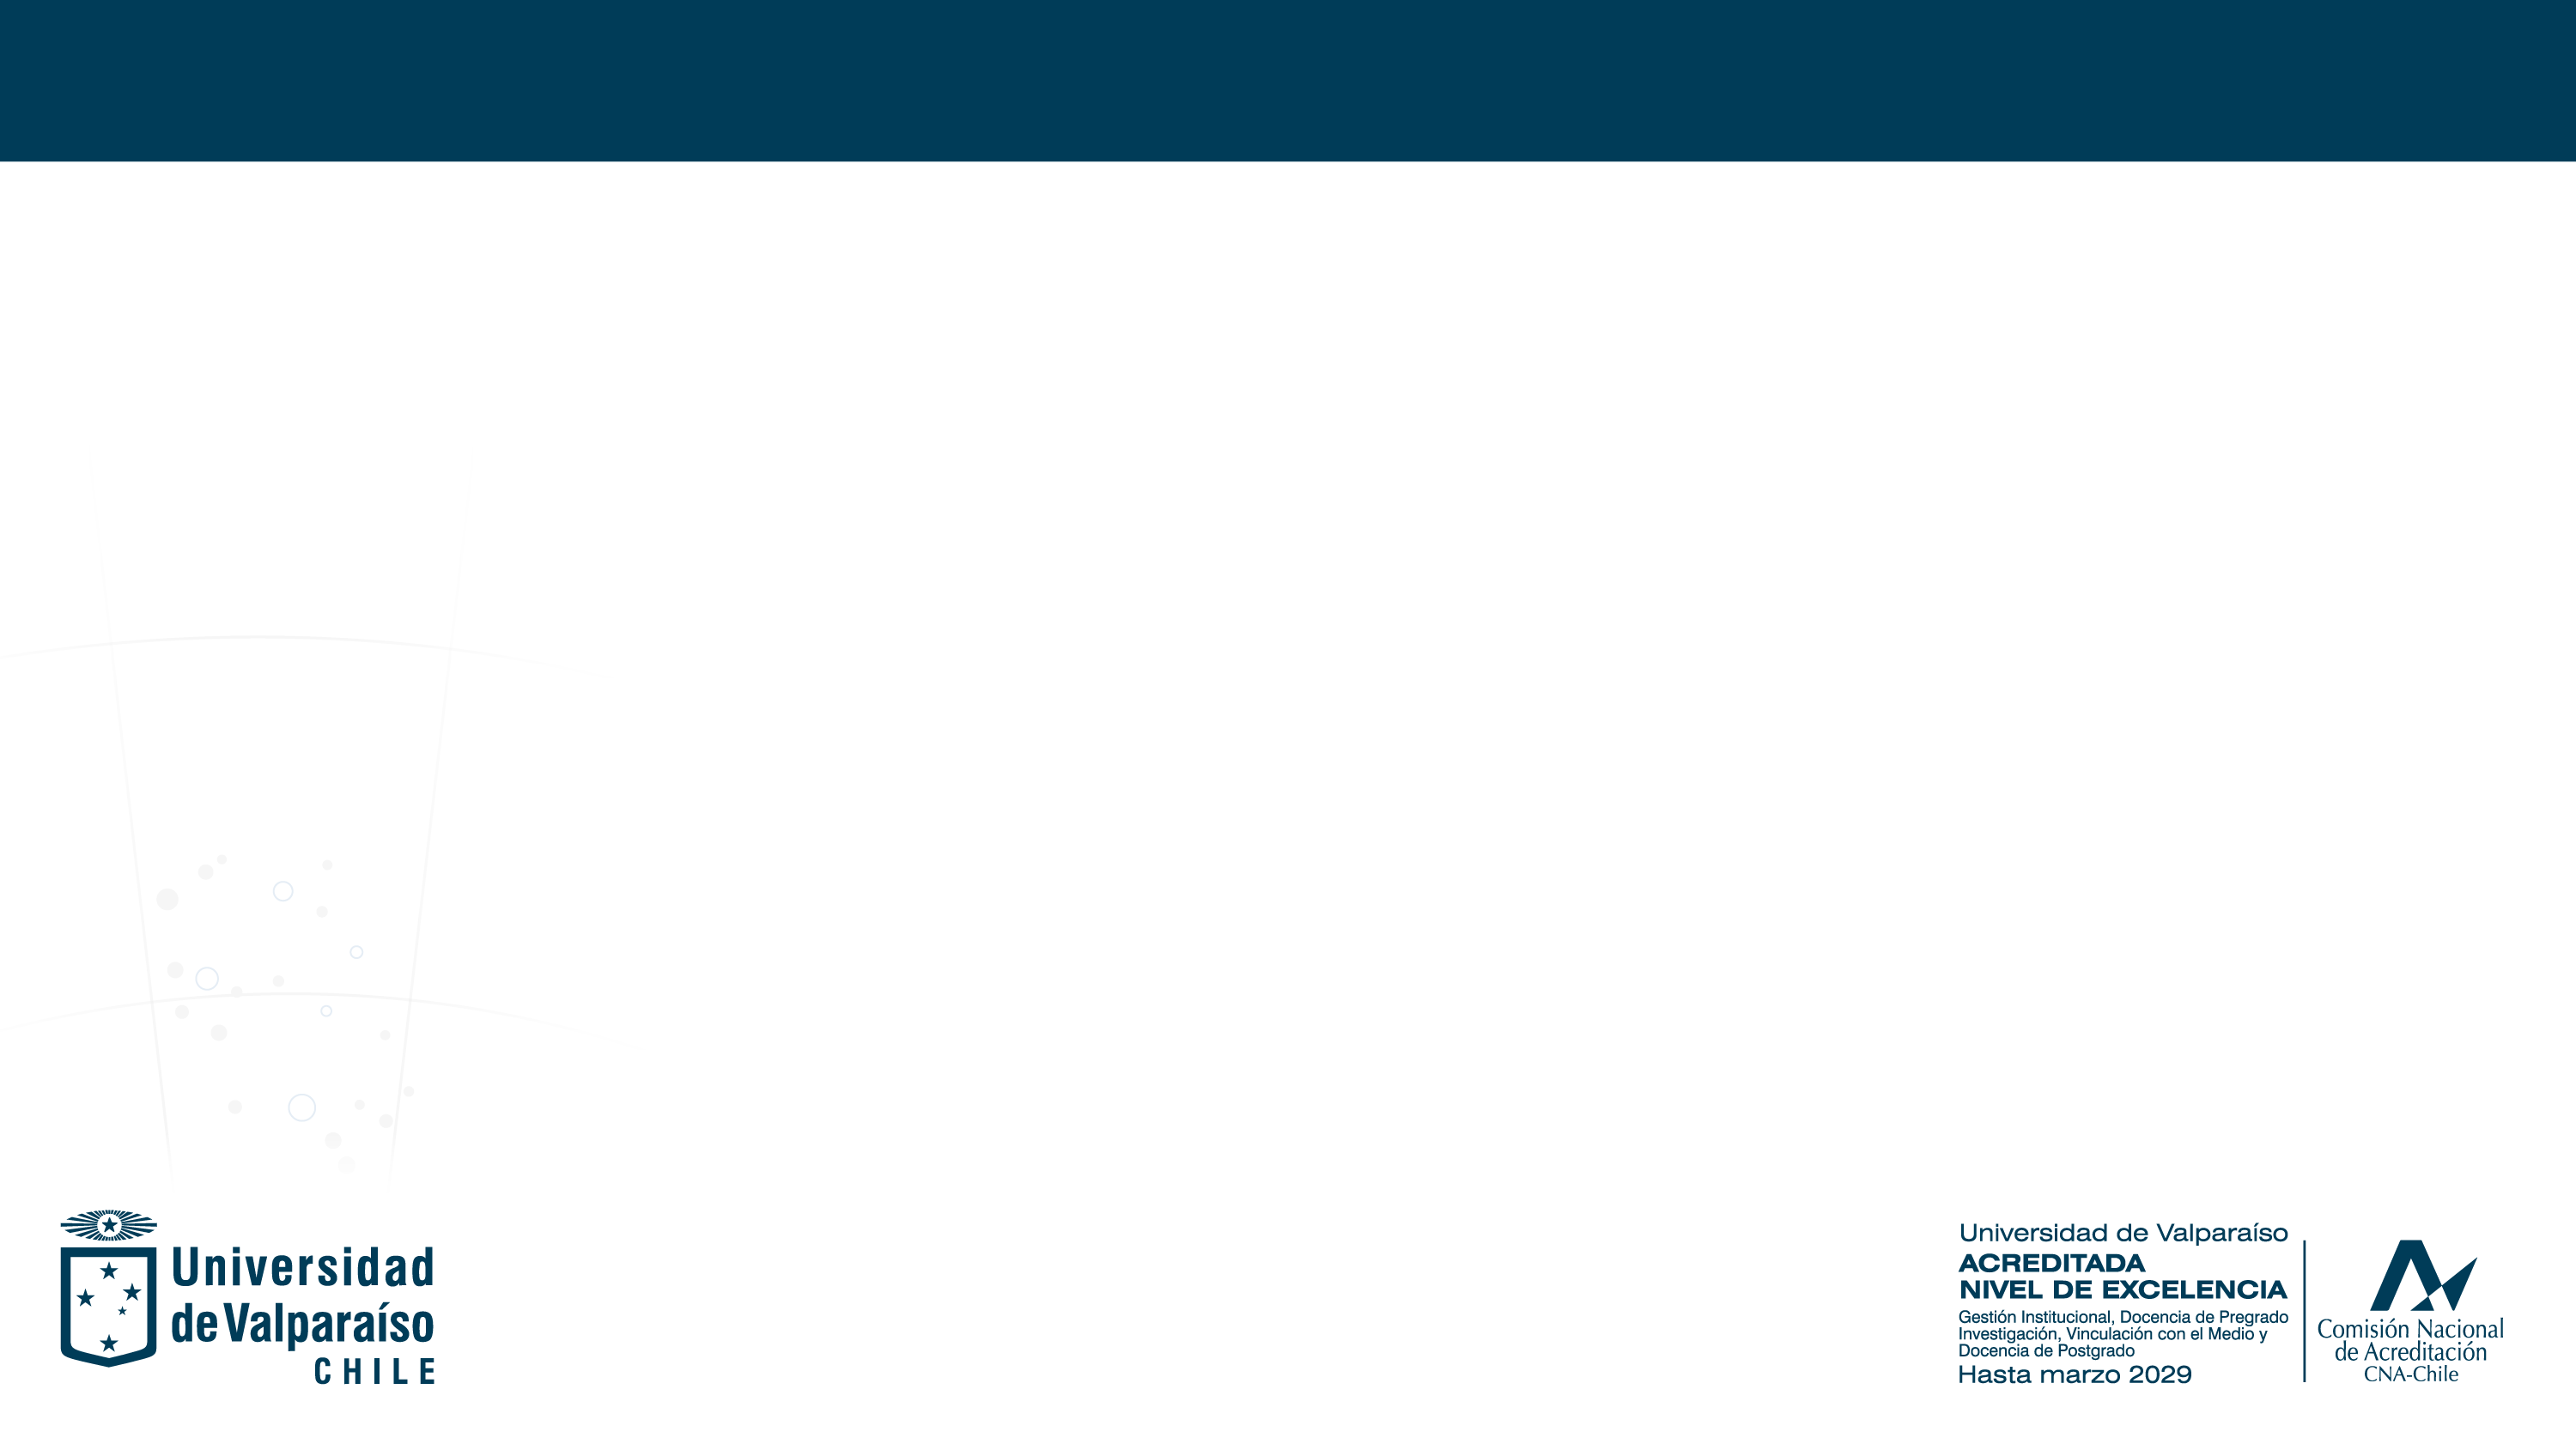 Universidad
de Valparaíso
CHILE
Universidad de Valparaíso
ACREDITADA
NIVEL DE EXCELENCIA
Gestión Institucional, Docencia de Pregrado
Investigación, Vinculación con el Medio y
Docencia de Postgrado
Hasta marzo 2029
Comisión Nacional
de Acreditación
CNA-Chile